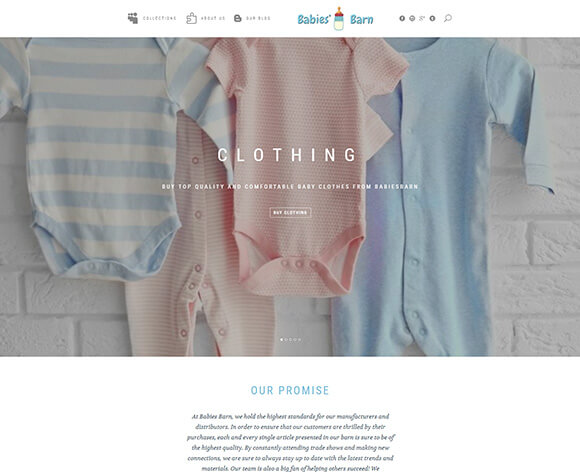 COLLECTIONS ABOUT US OUR BLOG Babies' Barn
CLOTHING
BUY TOP QUALITY AND COMFORTABLE BABY CLOTHES FROM BABIESBARN
BUY CLOTHING
OUR PROMISE
At Babies Barn, we hold the highest standards for our manufacturers and
distributors. In order to ensure that our customers are thrilled by their
purchases, each and every single article presented in our barn is sure to be of
the highest quality. By constantly attending trade shows and making new
connections, we are sure to always stay up to date with the latest trends and
materials. Our team is also a big fan of helping others succeed! We